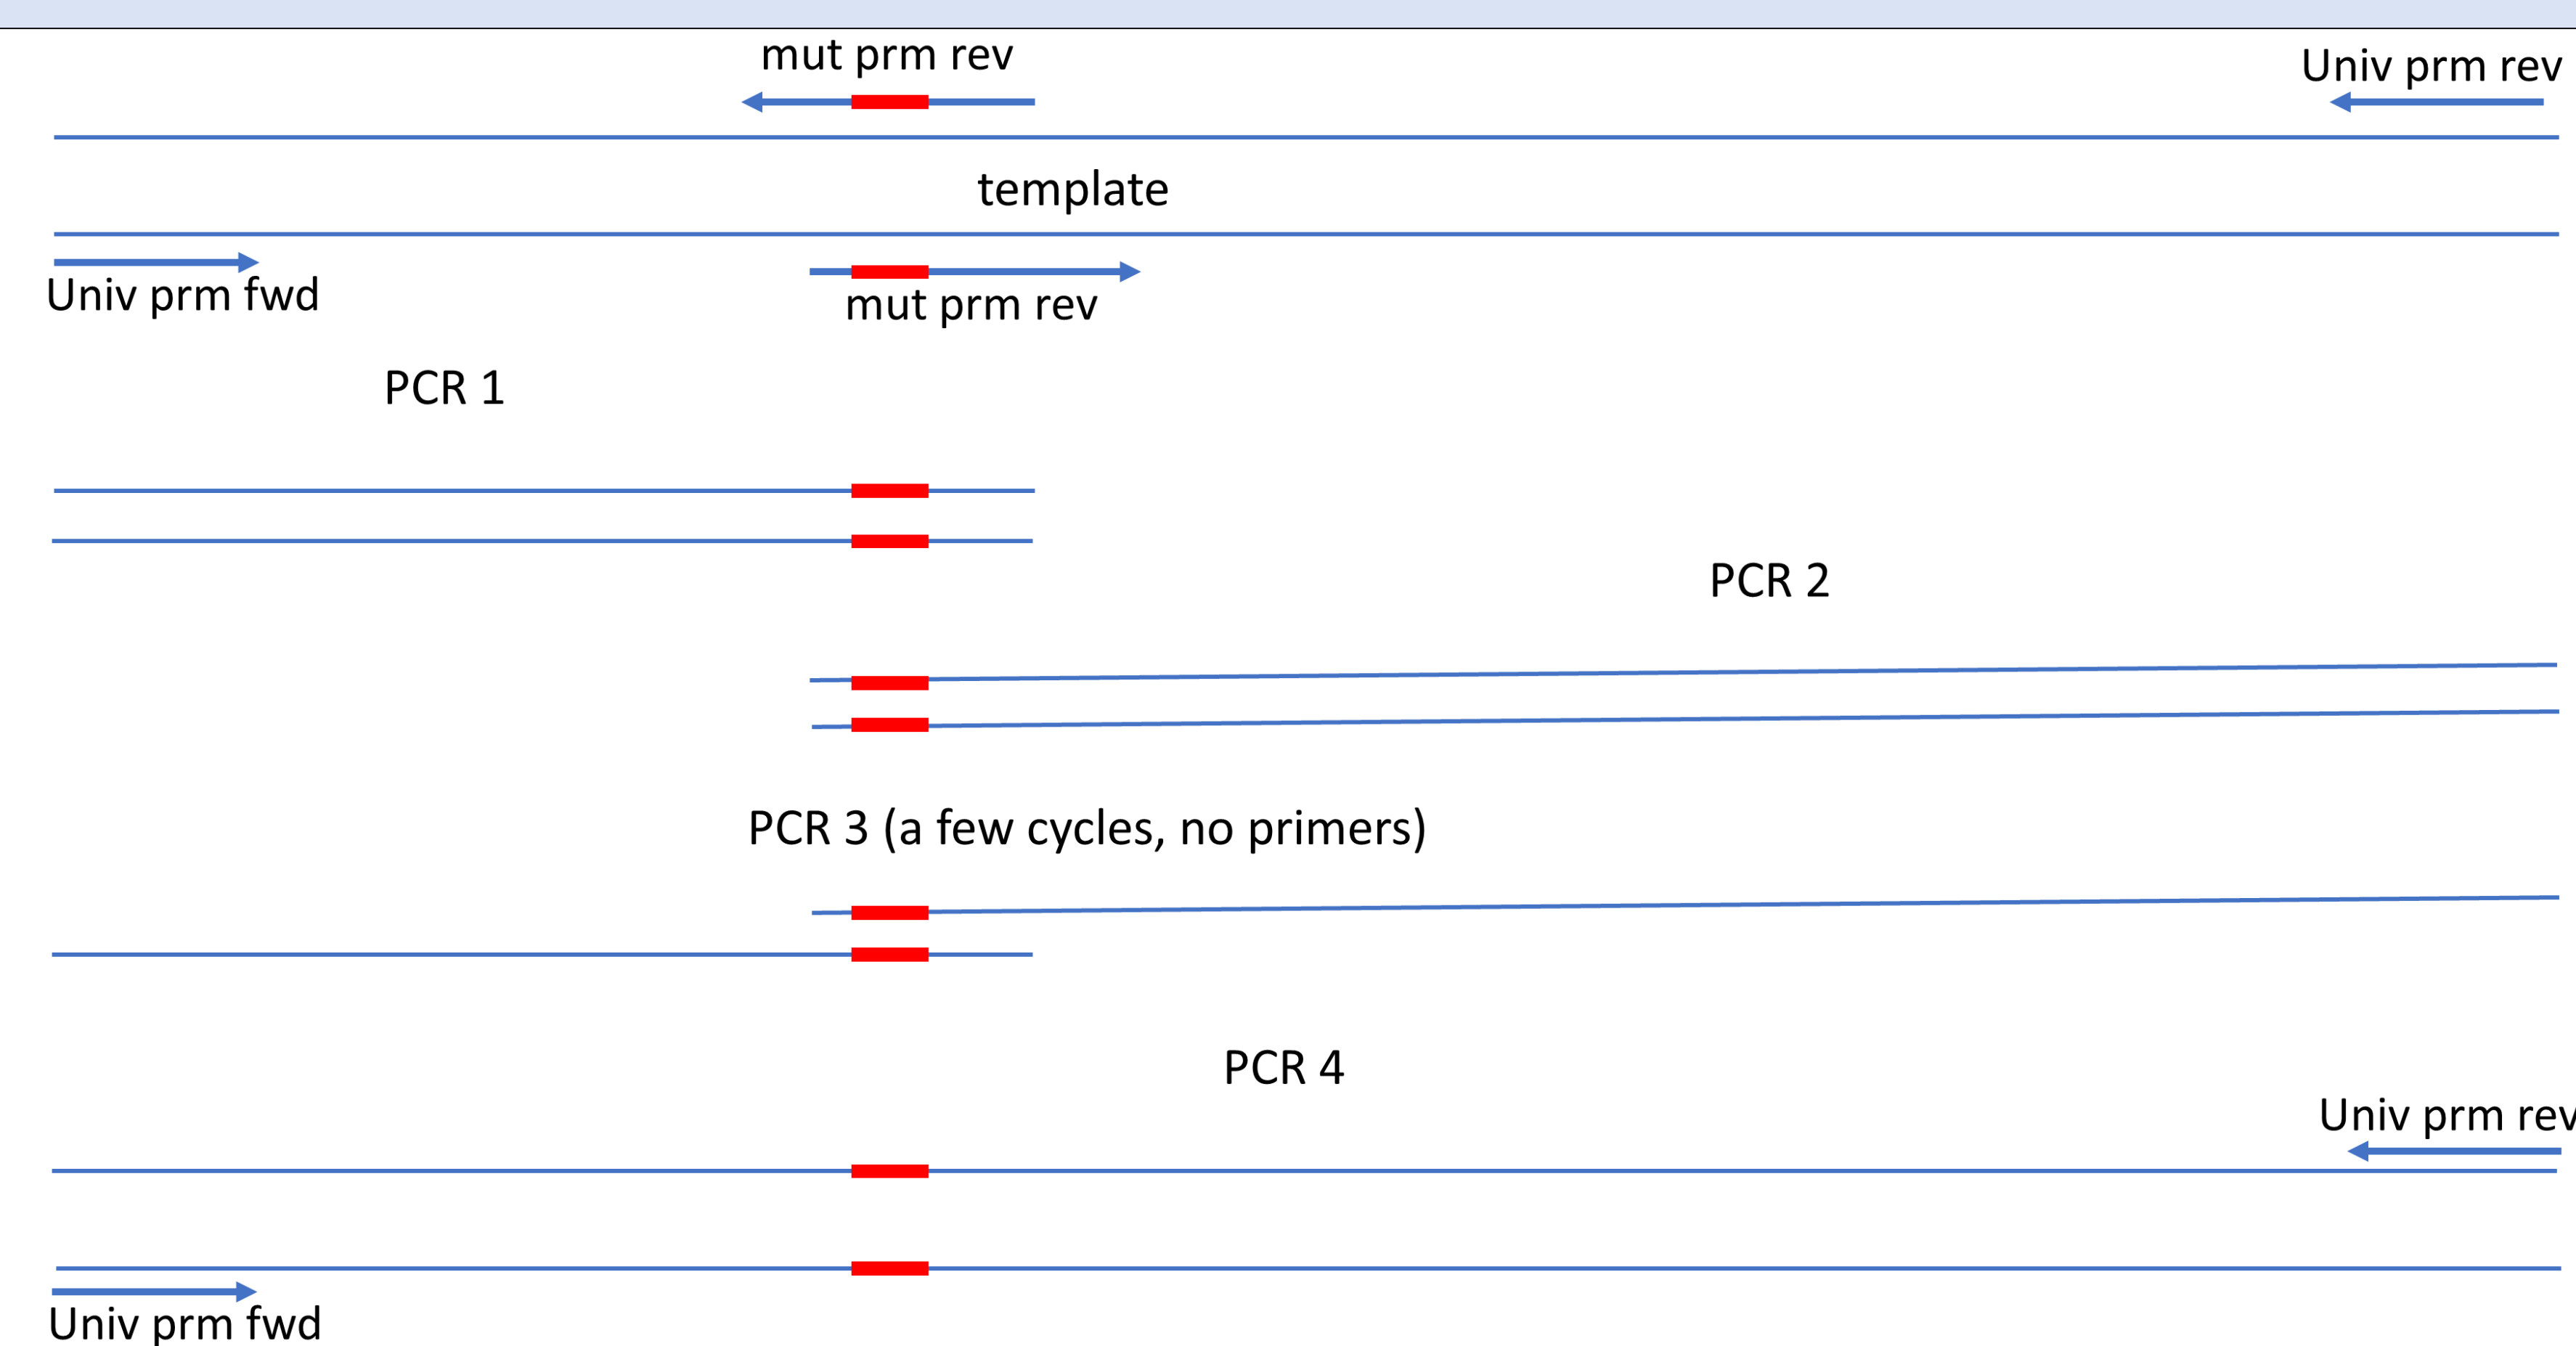 mut prm rev
Univ prm rev
template
Univ prm fwd
mut prm rev
PCR 1
PCR 2
PCR 3 (a few cycles, no primers)
PCR 4
Univ prm rev
Univ prm fwd